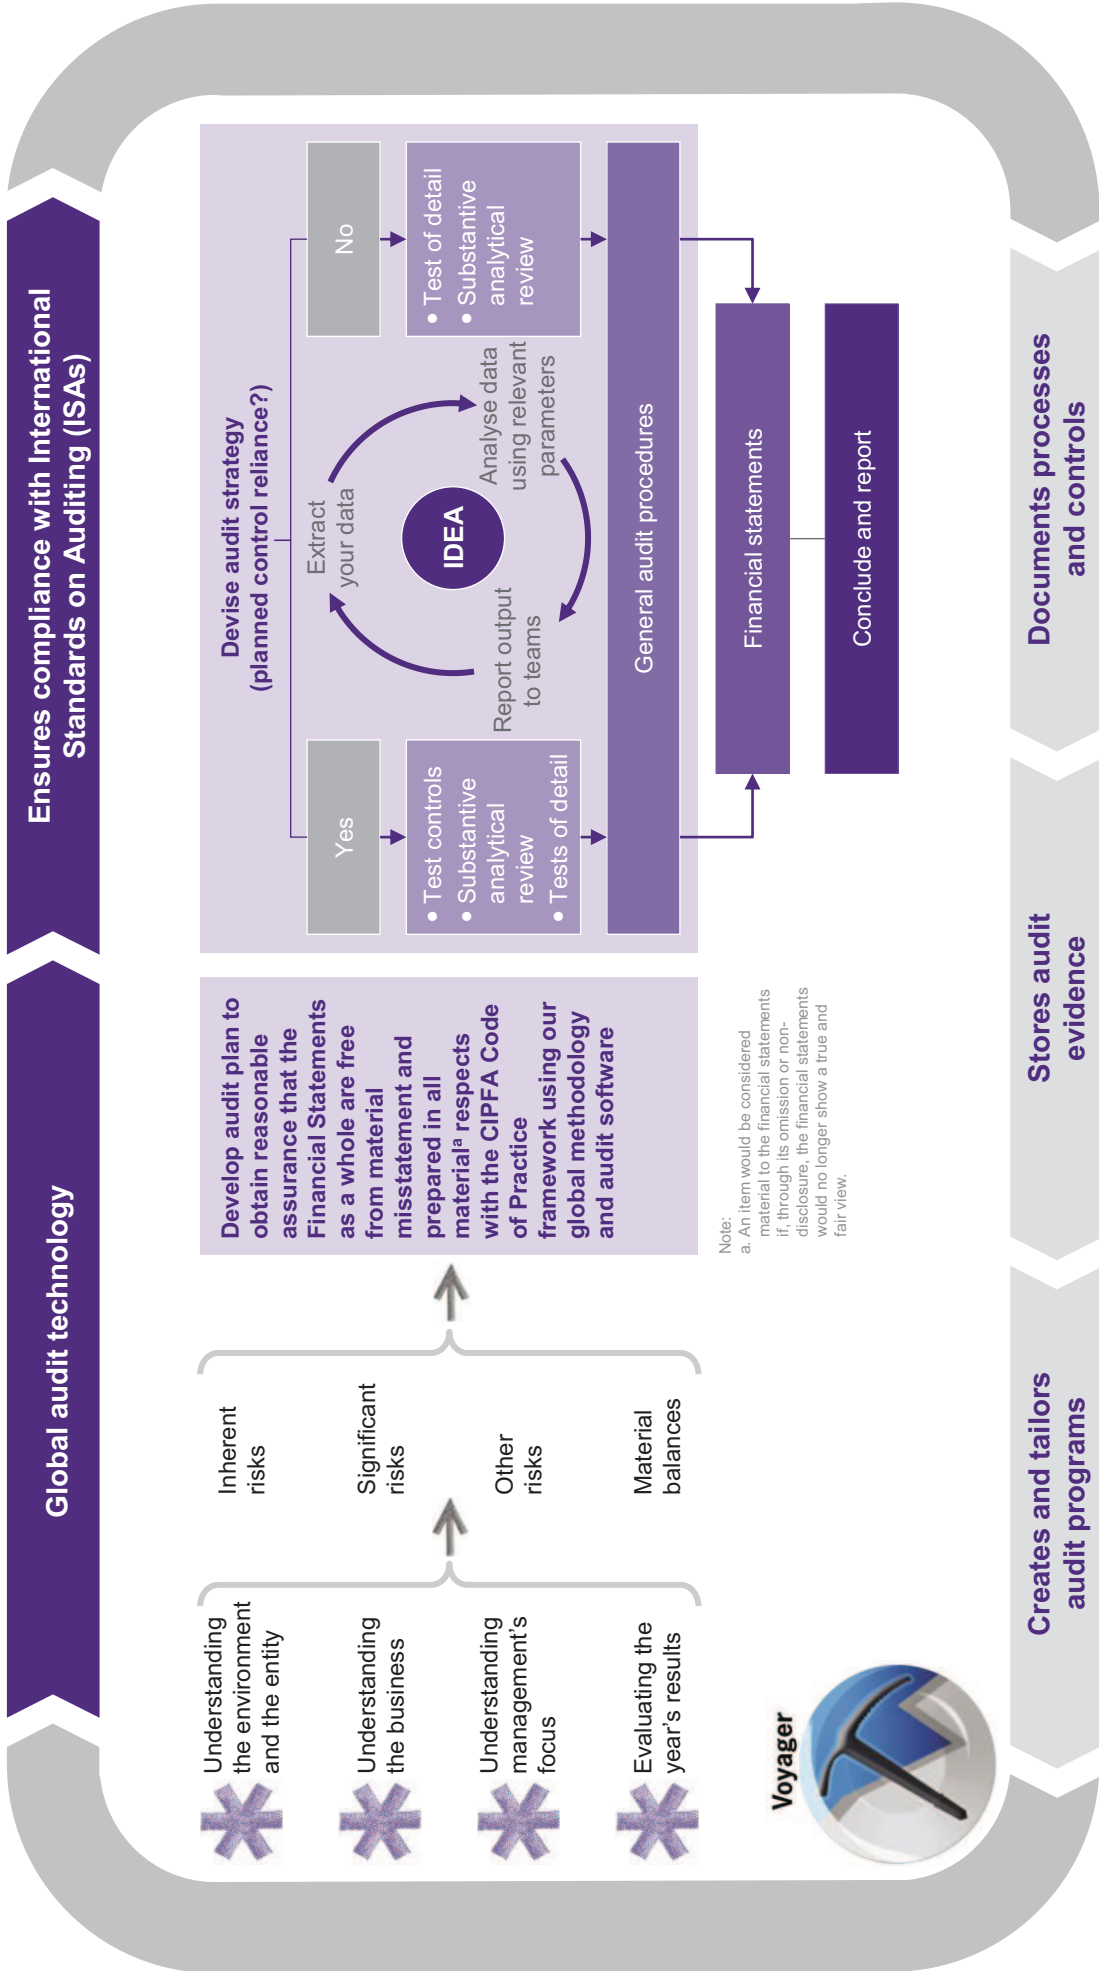 Global audit technology
Ensures compliance with International
Standards on Auditing (ISAs)
Understanding
the environment
and the entity
Understanding
the business
Understanding
management's
focus
Evaluating the
year's results
Inherent
risks
Significant
risks
Other
risks
Material
balances
Develop audit plan to
obtain reasonable
assurance that the
Financial Statements
as a whole are free
from material
misstatement and
prepared in all
materialª respects
with the CIPFA Code
of Practice
framework using our
global methodology
and audit software
Note:
a. An item would be considered
material to the financial statements
if, through its omission or non-
disclosure, the financial statements
would no longer show a true and
fair view.
Devise audit strategy
(planned control reliance?)
Yes
No
• Test controls
• Substantive
analytical
review
• Tests of detail
Extract
your data
IDEA
Report output
to teams
Analyse data
using relevant
parameters
• Test of detail
• Substantive
analytical
review
General audit procedures
Financial statements
Conclude and report
Voyager
Creates and tailors
audit programs
Stores audit
evidence
Documents processes
and controls